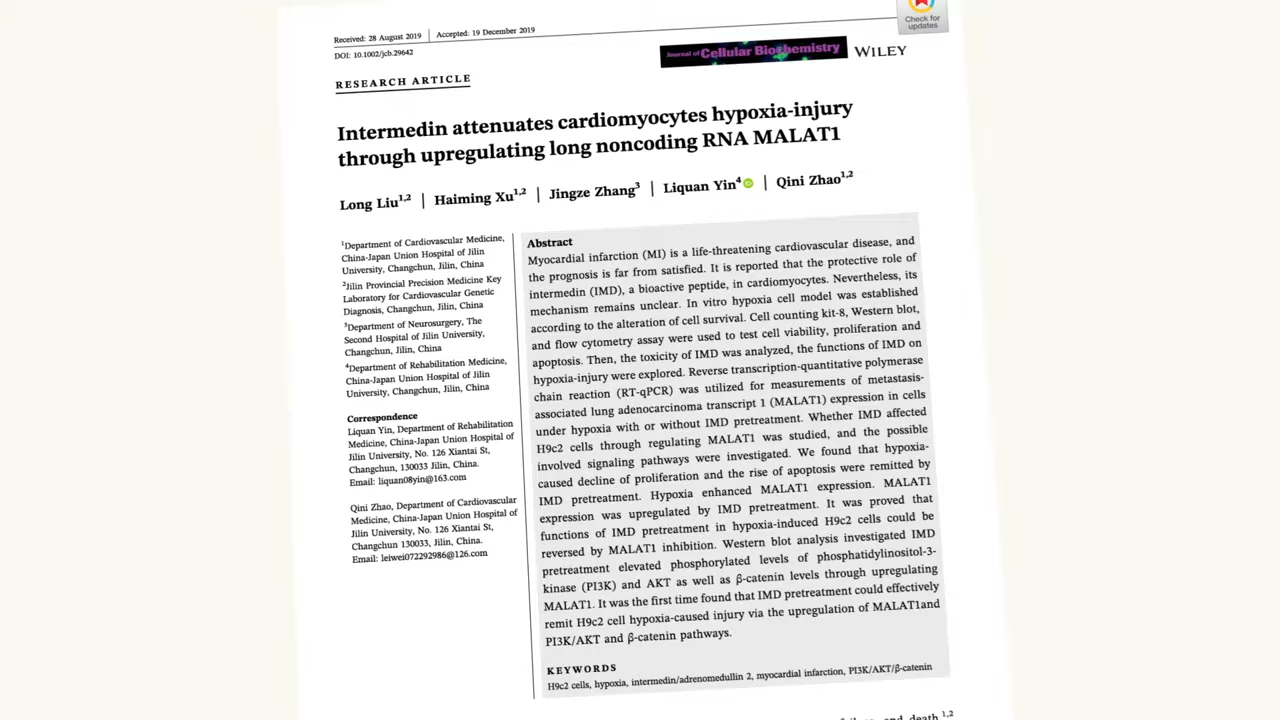 Check for
updates
Received: 28 August 2019 | Accepted: 19 December 2019
DOI: 10.1002/jcb.29642
Journal of Cellular Biochemistry WILEY
RESEARCH ARTICLE
Intermedin attenuates cardiomyocytes hypoxia-injury
through upregulating long noncoding RNA MALAT1
Long Liu1,2 | Haiming Xu1,2 | Jingze Zhang3 | Liquan Yin4 iD | Qini Zhao1,2
1Department of Cardiovascular Medicine,
China-Japan Union Hospital of Jilin
University, Changchun, Jilin, China
2Jilin Provincial Precision Medicine Key
Laboratory for Cardiovascular Genetic
Diagnosis, Changchun, Jilin, China
3Department of Neurosurgery, The
Second Hospital of Jilin University,
Changchun, Jilin, China
4Department of Rehabilitation Medicine,
China-Japan Union Hospital of Jilin
University, Changchun, Jilin, China
Correspondence
Liquan Yin, Department of Rehabilitation
Medicine, China-Japan Union Hospital of
Jilin University, No. 126 Xiantai St,
Changchun, 130033 Jilin, China.
Email: liquan08yin@163.com
Qini Zhao, Department of Cardiovascular
Medicine, China-Japan Union Hospital of
Jilin University, No. 126 Xiantai St,
Changchun 130033, Jilin, China.
Email: leiwei072292986@126.com
Abstract
Myocardial infarction (MI) is a life-threatening cardiovascular disease, and
the prognosis is far from satisfied. It is reported that the protective role of
intermedin (IMD), a bioactive peptide, in cardiomyocytes. Nevertheless, its
mechanism remains unclear. In vitro hypoxia cell model was established
according to the alteration of cell survival. Cell counting kit-8, Western blot,
and flow cytometry assay were used to test cell viability, proliferation and
apoptosis. Then, the toxicity of IMD was analyzed, the functions of IMD on
hypoxia-injury were explored. Reverse transcription-quantitative polymerase
chain reaction (RT-qPCR) was utilized for measurements of metastasis-
associated lung adenocarcinoma transcript 1 (MALAT1) expression in cells
under hypoxia with or without IMD pretreatment. Whether IMD affected
H9c2 cells through regulating MALAT1 was studied, and the possible
involved signaling pathways were investigated. We found that hypoxia-
caused decline of proliferation and the rise of apoptosis were remitted by
IMD pretreatment. Hypoxia enhanced MALAT1 expression. MALAT1
expression was upregulated by IMD pretreatment. It was proved that
functions of IMD pretreatment in hypoxia-induced H9c2 cells could be
reversed by MALAT1 inhibition. Western blot analysis investigated IMD
pretreatment elevated phosphorylated levels of phosphatidylinositol-3-
kinase (PI3K) and AKT as well as β-catenin levels through upregulating
MALAT1. It was the first time found that IMD pretreatment could effectively
remit H9c2 cell hypoxia-caused injury via the upregulation of MALAT1and
PI3K/AKT and β-catenin pathways.
KEYWORDS
H9c2 cells, hypoxia, intermedin/adrenomedullin 2, myocardial infarction, PI3K/AKT/β-catenin
and death.1,2